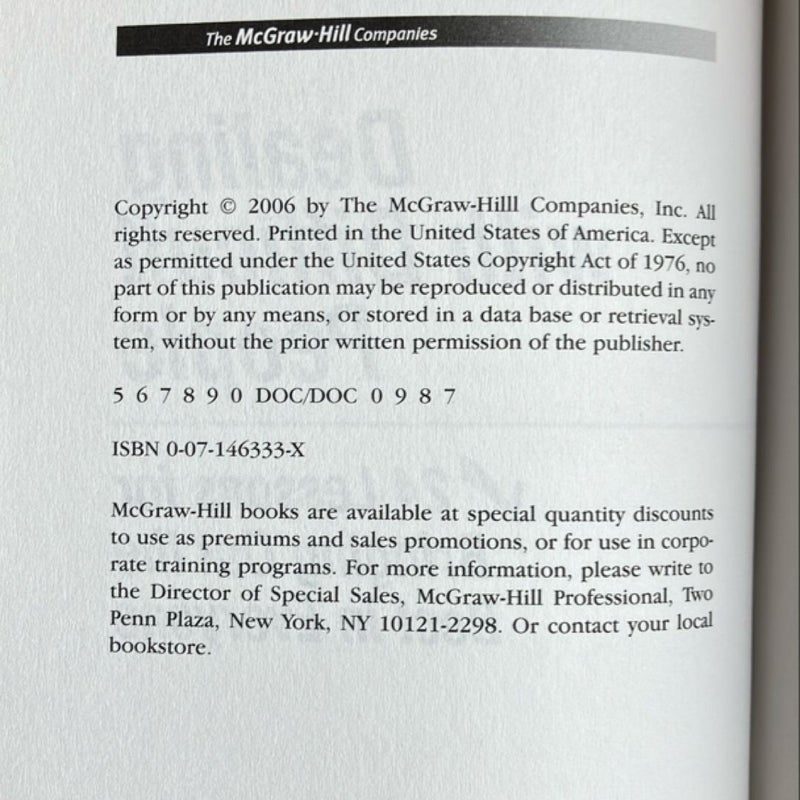 The McGraw·Hill Companies
Copyright © 2006 by The McGraw-Hilll Companies, Inc. All
rights reserved. Printed in the United States of America. Except
as permitted under the United States Copyright Act of 1976, no
part of this publication may be reproduced or distributed in any
form or by any means, or stored in a data base or retrieval sys-
tem, without the prior written permission of the publisher.
5 6 7 8 9 0 DOC/DOC 0 9 8 7
ISBN 0-07-146333-X
McGraw-Hill books are available at special quantity discounts
to use as premiums and sales promotions, or for use in corpo-
rate training programs. For more information, please write to
the Director of Special Sales, McGraw-Hill Professional, Two
Penn Plaza, New York, NY 10121-2298. Or contact your local
bookstore.